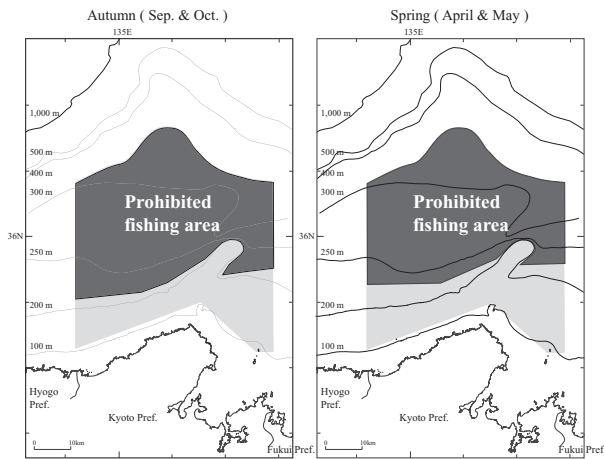 Autumn ( Sep. & Oct. )
135E
1,000 m
500 m
400 m
300 m
Prohibited
fishing area
36N
250 m
200 m
100 m
Hyogo
Pref.
Kyoto Pref.
Fukui Pref.
0 10km
Spring ( April & May )
135E
1,000 m
500 m
400 m
300 m
Prohibited
fishing area
36N
250 m
200 m
100 m
Hyogo
Pref.
Kyoto Pref.
Fukui Pref.
0 10km